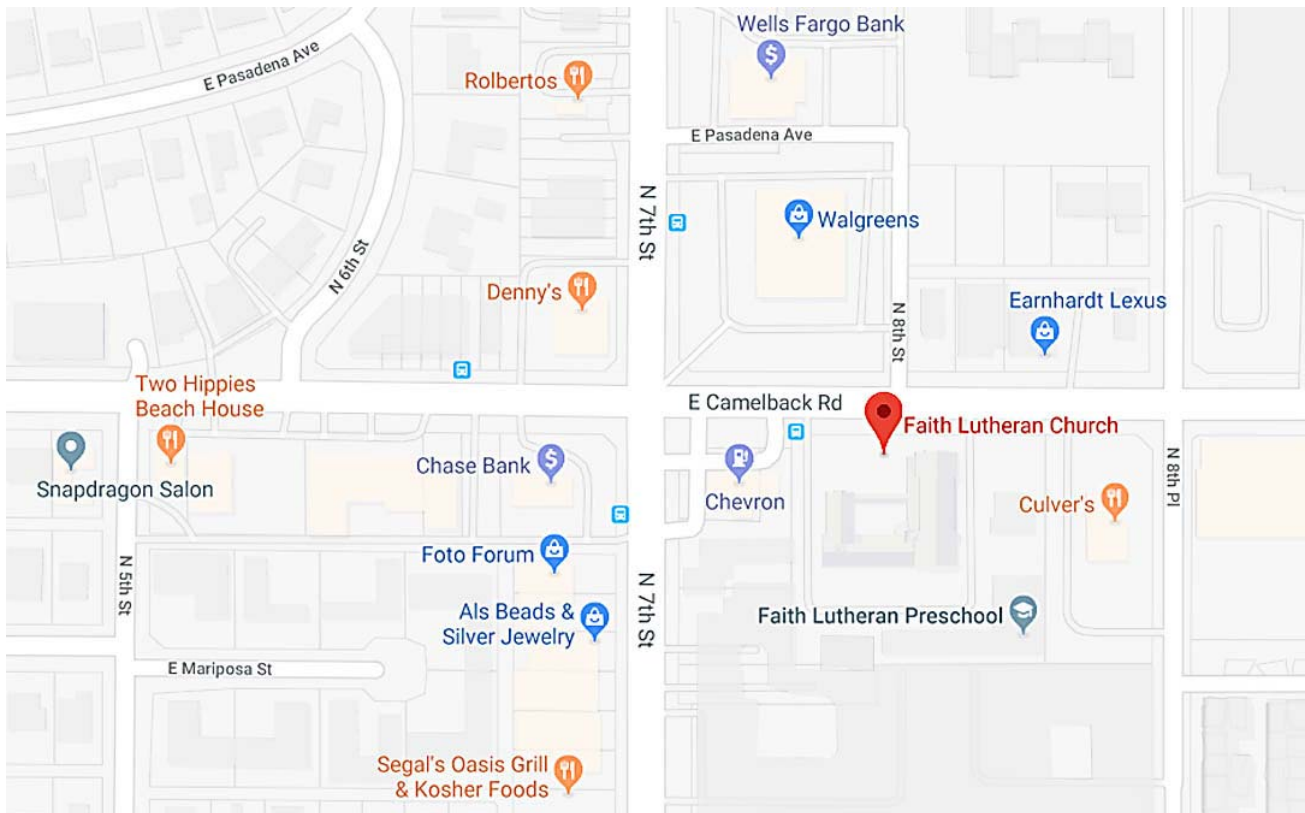 Wells Fargo Bank
E Pasadena Ave
Rolbertos
E Pasadena Ave
N 7th St
Walgreens
N 6th St
Denny's
Earnhardt Lexus
N 8th St
Two Hippies
Beach House
E Camelback Rd
Faith Lutheran Church
Chase Bank
Snapdragon Salon
Chevron
Culver's
N 8th Pl
Foto Forum
N 5th St
N 7th St
Als Beads &
Silver Jewelry
Faith Lutheran Preschool
E Mariposa St
Segal's Oasis Grill
& Kosher Foods